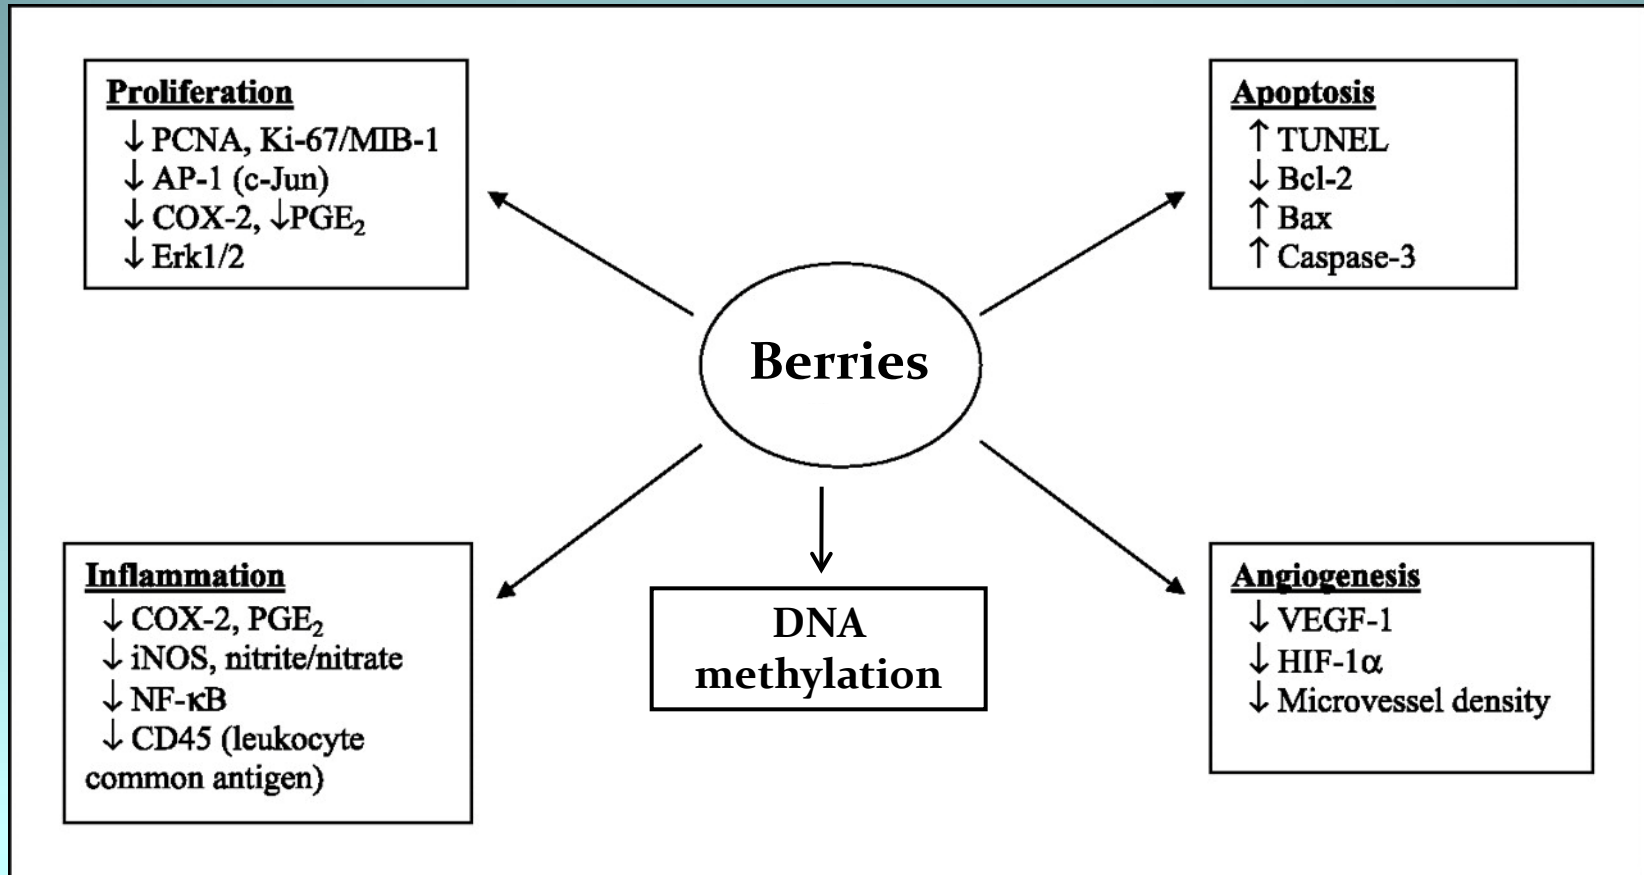 Proliferation
↓ PCNA, Ki-67/MIB-1
↓ AP-1 (c-Jun)
↓ COX-2, ↓PGE₂
↓ Erk1/2
Apoptosis
↑ TUNEL
↓ Bcl-2
↑ Bax
↑ Caspase-3
Berries
Inflammation
↓ COX-2, PGE₂
↓ iNOS, nitrite/nitrate
↓ NF-κB
↓ CD45 (leukocyte
common antigen)
DNA
methylation
Angiogenesis
↓ VEGF-1
↓ HIF-1α
↓ Microvessel density